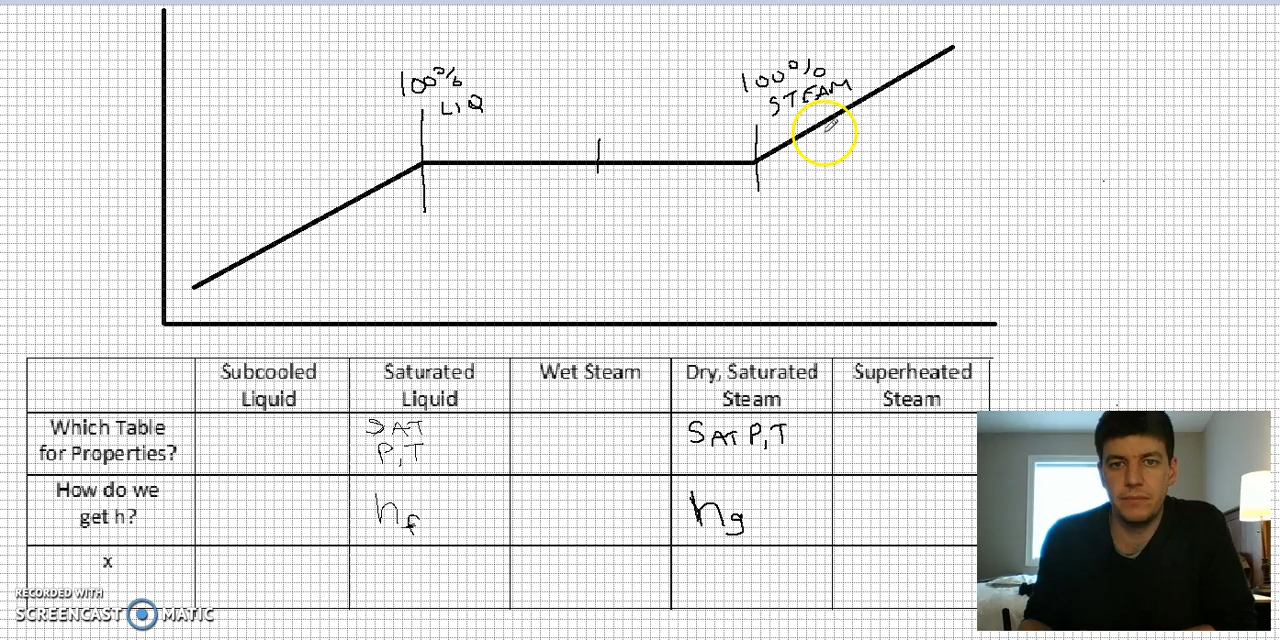 100%
LIQ
100%
STEAM
Subcooled
Liquid
Saturated
Liquid
Wet Steam
Dry, Saturated
Steam
Superheated
Steam
Which Table
for Properties?
SAT
P,T
SAT P,T
How do we
get h?
hf
hg
x
RECORDED WITH
SCREENCAST MATIC